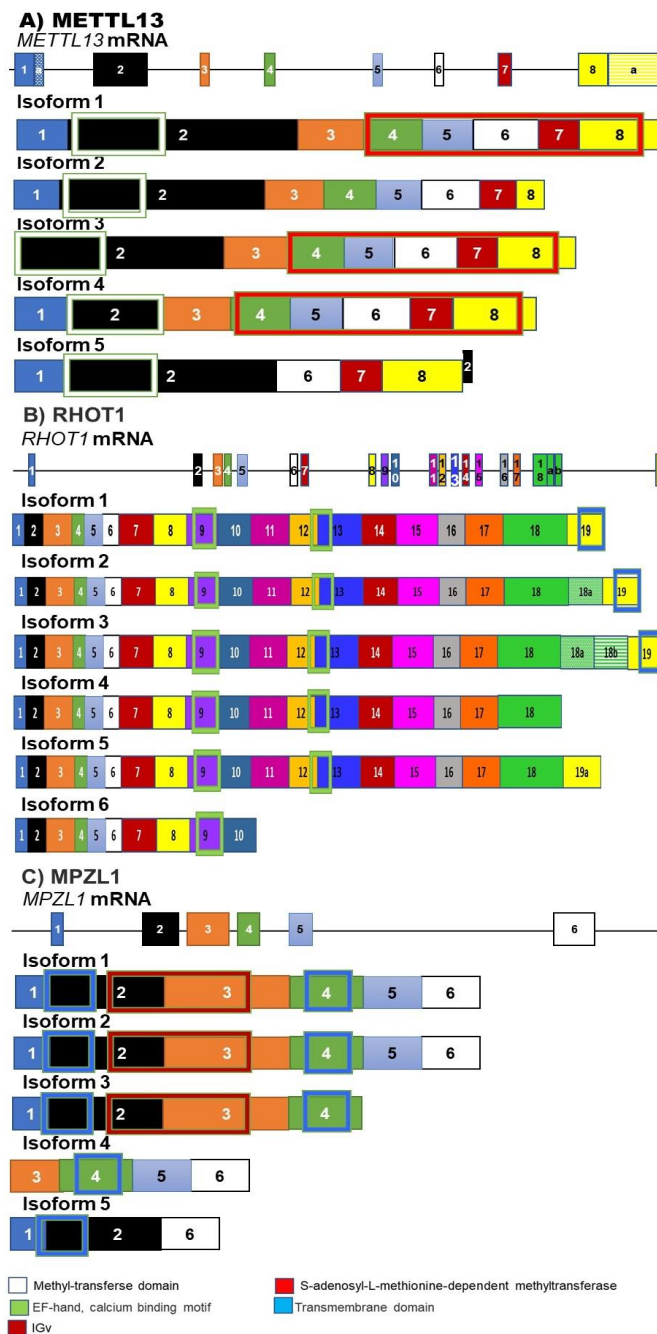 A) METTL13
METTL13 mRNA
1 a 2 3 4 5 6 7 8 a
Isoform 1
1 2 3 4 5 6 7 8
Isoform 2
1 2 3 4 5 6 7 8
Isoform 3
2 3 4 5 6 7 8
Isoform 4
1 2 3 4 5 6 7 8
Isoform 5
1 2 6 7 8 2
B) RHOT1
RHOT1 mRNA
1 2 3 4 5 6 7 8 9 10 11 12 13 14 15 16 17 18 a b
Isoform 1
1 2 3 4 5 6 7 8 9 10 11 12 13 14 15 16 17 18 19
Isoform 2
1 2 3 4 5 6 7 8 9 10 11 12 13 14 15 16 17 18 18a 19
Isoform 3
1 2 3 4 5 6 7 8 9 10 11 12 13 14 15 16 17 18 18a 18b 19
Isoform 4
1 2 3 4 5 6 7 8 9 10 11 12 13 14 15 16 17 18
Isoform 5
1 2 3 4 5 6 7 8 9 10 11 12 13 14 15 16 17 18 19a
Isoform 6
1 2 3 4 5 6 7 8 9 10
C) MPZL1
MPZL1 mRNA
1 2 3 4 5 6
Isoform 1
1 2 3 4 5 6
Isoform 2
1 2 3 4 5 6
Isoform 3
1 2 3 4
Isoform 4
3 4 5 6
Isoform 5
1 2 6
Methyl-transferse domain S-adenosyl-L-methionine-dependent methyltransferase
EF-hand, calcium binding motif Transmembrane domain
IGv